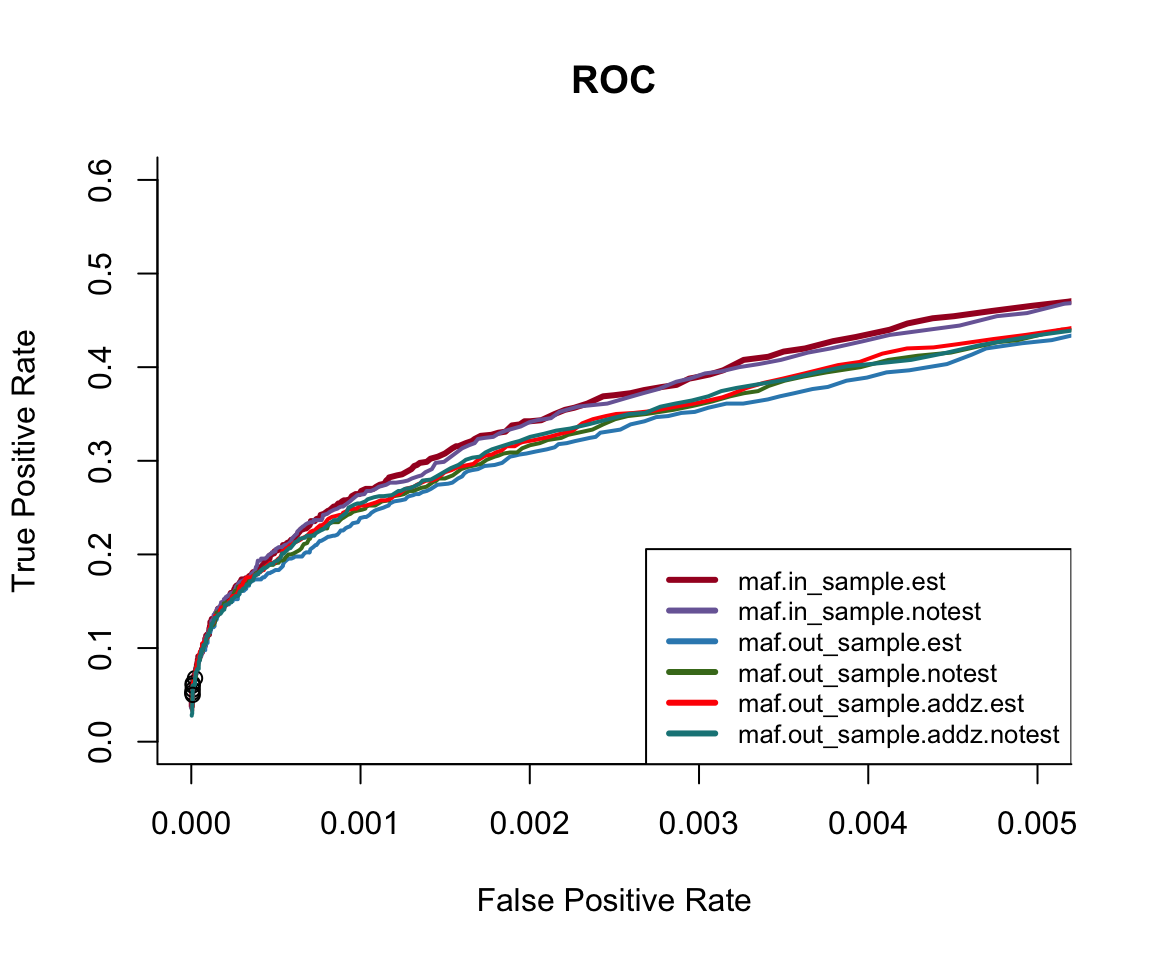 ROC
True Positive Rate
0.6
0.5
0.4
0.3
0.2
0.1
0.0
maf.in_sample.est
maf.in_sample.notest
maf.out_sample.est
maf.out_sample.notest
maf.out_sample.addz.est
maf.out_sample.addz.notest
0.000 0.001 0.002 0.003 0.004 0.005
False Positive Rate